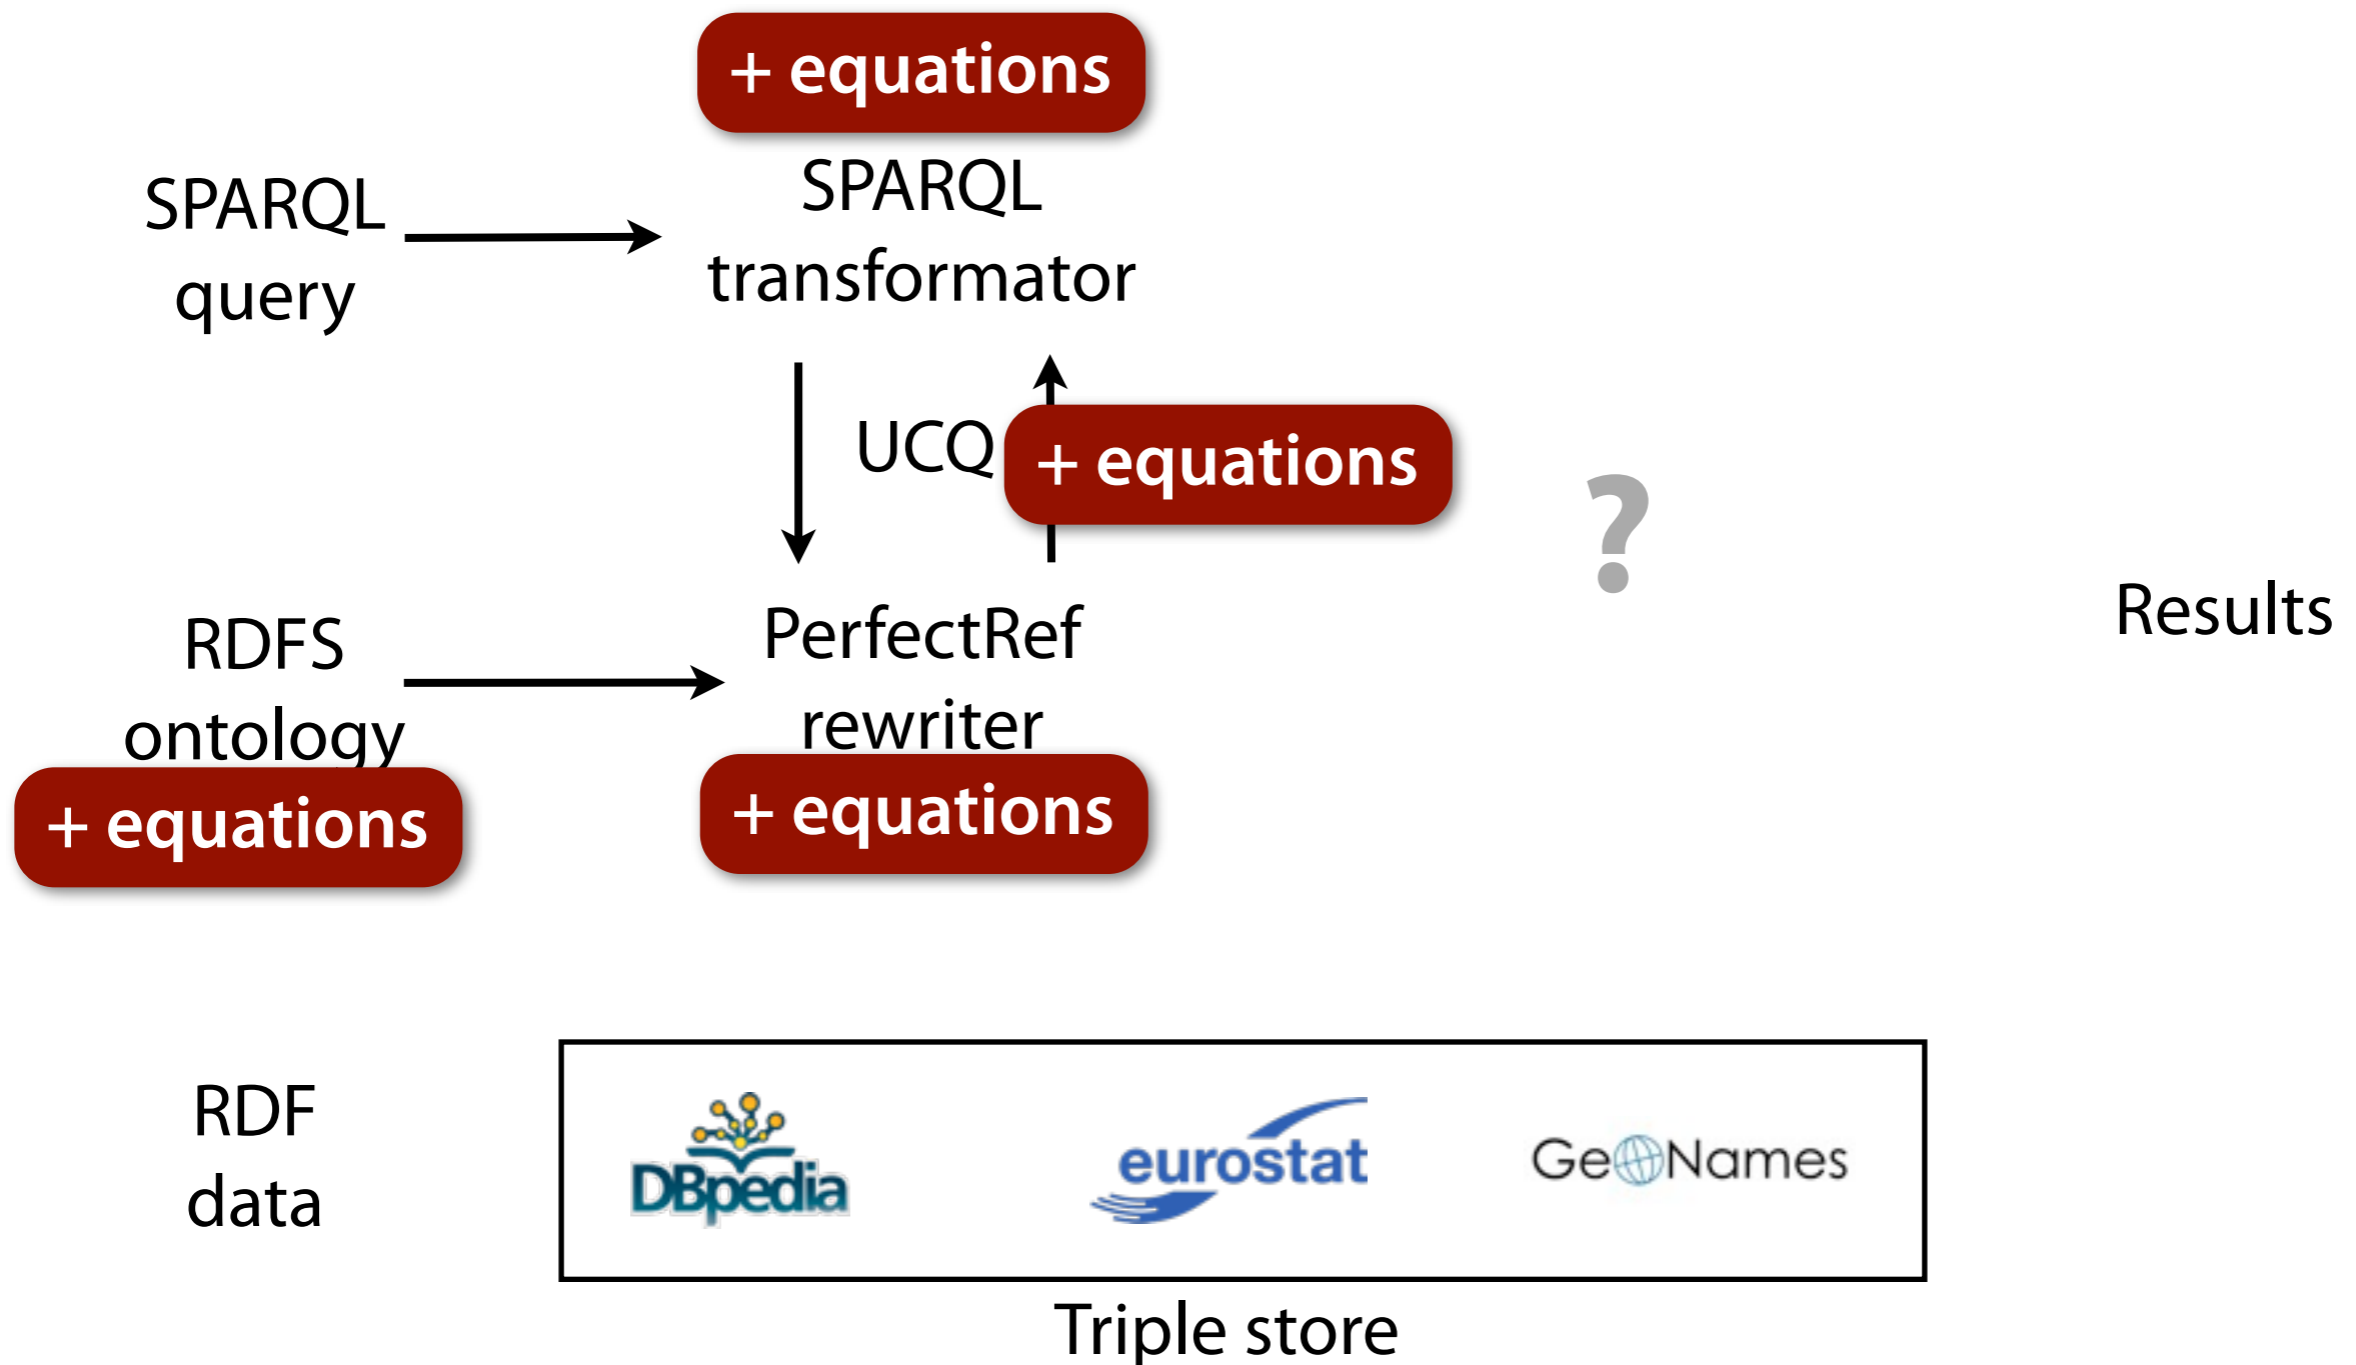 + equations
SPARQL
query
SPARQL
transformator
UCQ
+ equations
?
RDFS
ontology
+ equations
PerfectRef
rewriter
+ equations
Results
RDF
data
DBpedia
eurostat
GeoNames
Triple store